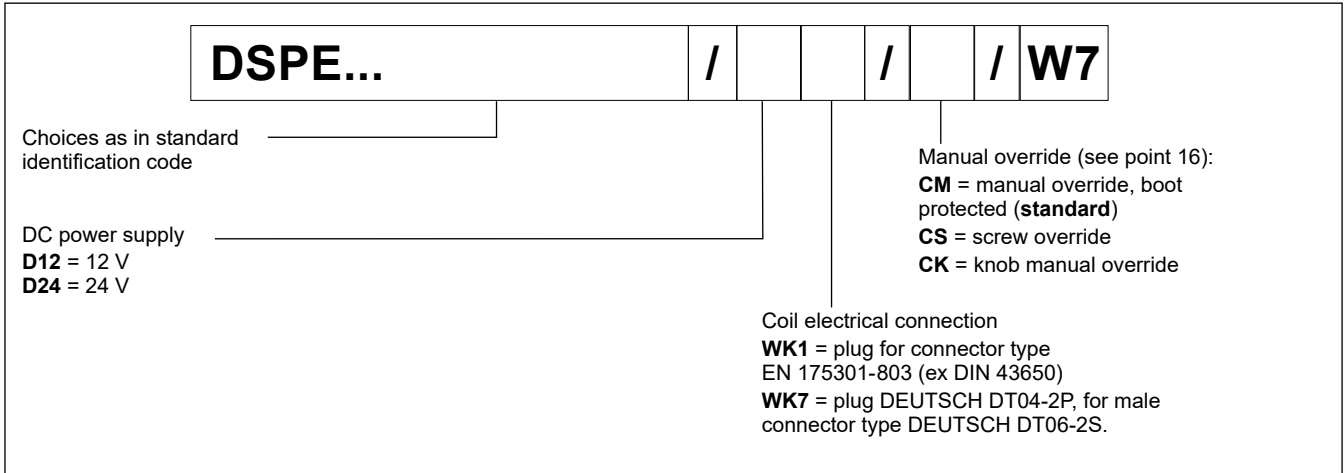 DSPE... / / / W7
Choices as in standard
identification code
DC power supply
D12 = 12 V
D24 = 24 V
Manual override (see point 16):
CM = manual override, boot
protected (standard)
CS = screw override
CK = knob manual override
Coil electrical connection
WK1 = plug for connector type
EN 175301-803 (ex DIN 43650)
WK7 = plug DEUTSCH DT04-2P, for male
connector type DEUTSCH DT06-2S.